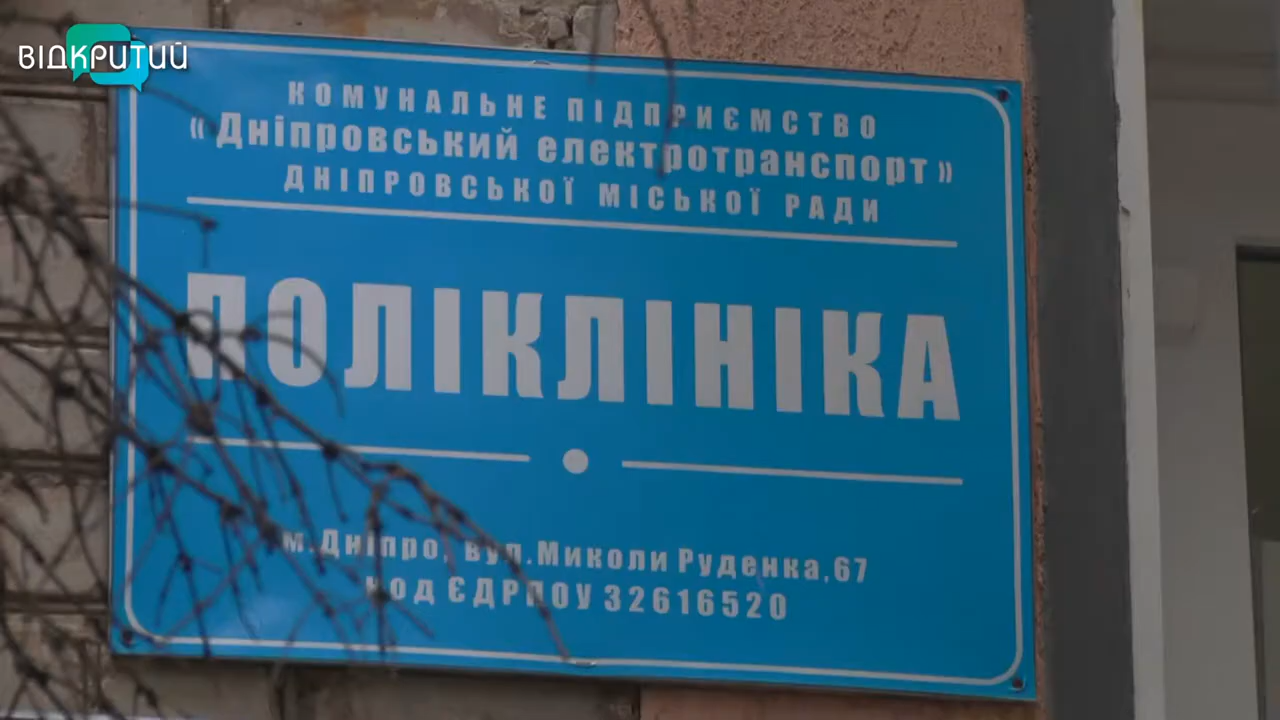 ВІДКРИТИЙ
КОМУНАЛЬНЕ ПІДПРИЄМСТВО
«Дніпровський електротранспорт»
ДНІПРОВСЬКОЇ МІСЬКОЇ РАДИ
ПОЛІКЛІНІКА
м.Дніпро, вул.Миколи Руденка,67
код ЄДРПОУ 32616520